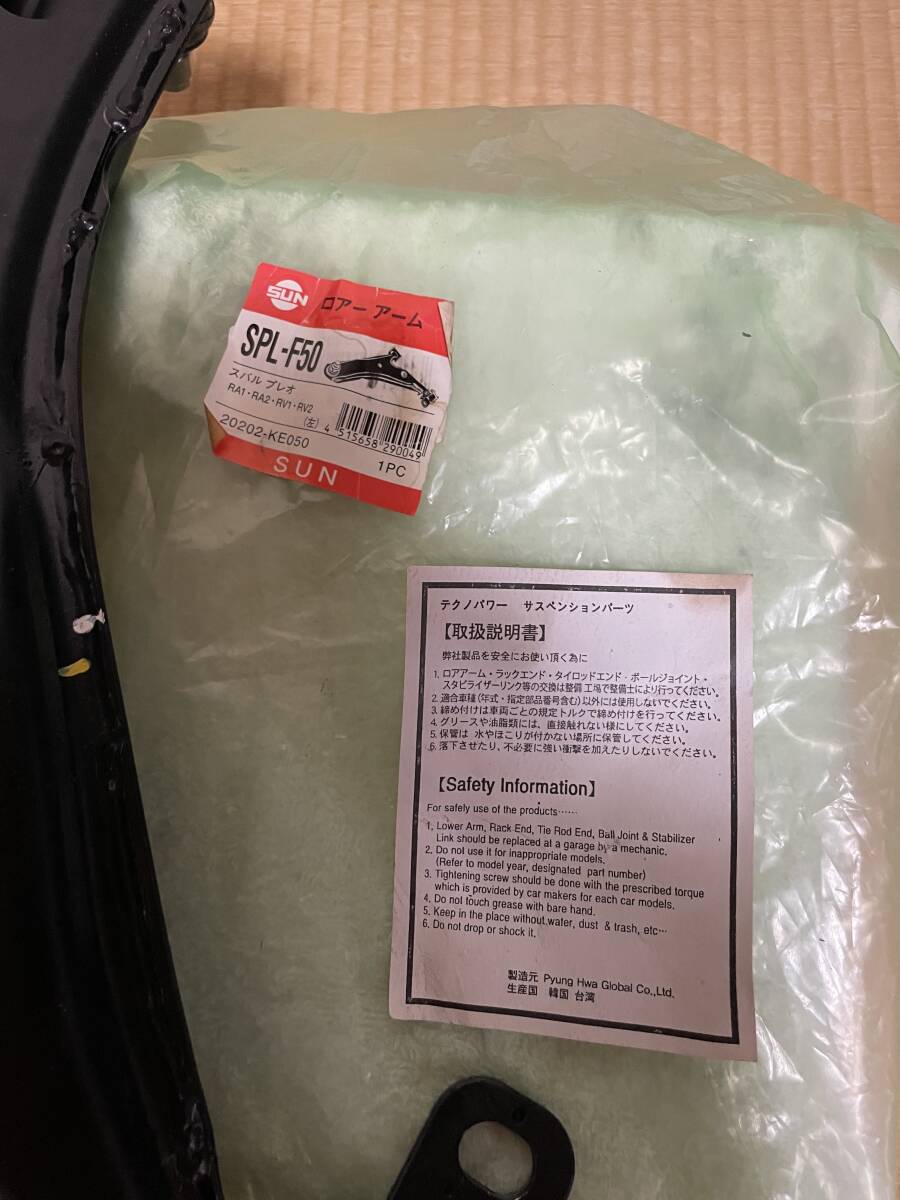 SUN ロアー アーム
SPL-F50
スバル プレオ
RA1・RA2・RV1・RV2
(左)
4 515658 290049
20202-KE050
1PC
SUN
テクノパワー サスペンションパーツ
【取扱説明書】
弊社製品を安全にお使い頂く為に
1. ロアアーム・ラックエンド・タイロッドエンド・ボールジョイント・
スタビライザーリンク等の交換は整備工場で整備士により行ってください。
2. 適合車種(年式・指定部品番号含む)以外には使用しないでください。
3. 締め付けは車両ごとの規定トルクで締め付けを行ってください。
4. グリースや油脂類には、直接触れない様にしてください。
5. 保管は 水やほこりが付かない場所に保管してください。
6. 落下させたり、不必要に強い衝撃を加えたりしないでください。
【Safety Information】
For safely use of the products……
1. Lower Arm, Rack End, Tie Rod End, Ball Joint & Stabilizer
Link should be replaced at a garage by a mechanic.
2. Do not use it for inappropriate models.
(Refer to model year, designated part number)
3. Tightening screw should be done with the prescribed torque
which is provided by car makers for each car models.
4. Do not touch grease with bare hand.
5. Keep in the place without water, dust & trash, etc…
6. Do not drop or shock it.
製造元 Pyung Hwa Global Co.,Ltd.
生産国 韓国 台湾